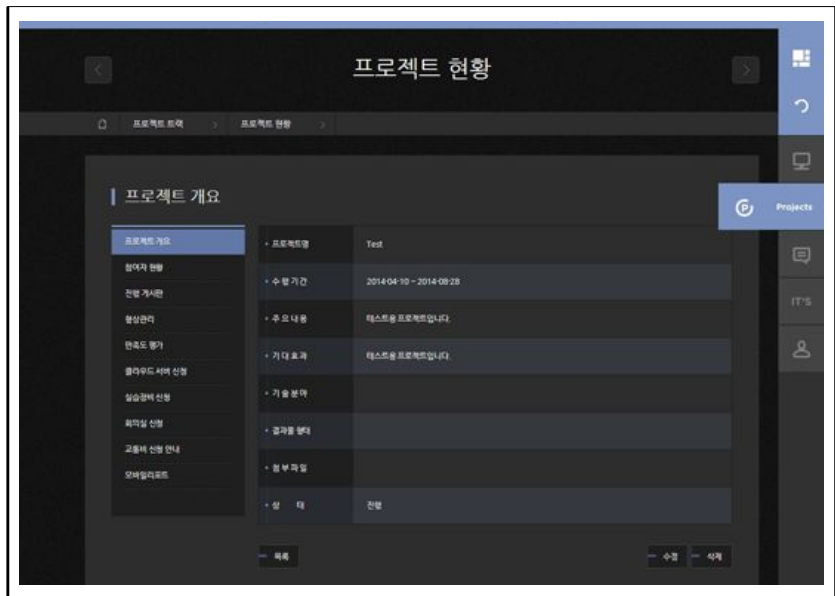 프로젝트 현황
프로젝트 트랙 > 프로젝트 현황 >
프로젝트 개요
Projects
IT'S
프로젝트 개요
참여자 현황
진행 게시판
형상관리
만족도 평가
클라우드 서버 신청
실습장비 신청
회의실 신청
교통비 신청 안내
모바일리포트
• 프로젝트명 Test
• 수행기간 2014-04-10 ~ 2014-08-28
• 주요내용 테스트용 프로젝트입니다.
• 기대효과 테스트용 프로젝트입니다.
• 기술분야
• 결과물 형태
• 첨부파일
• 상 태 진행
목록
수정
삭제